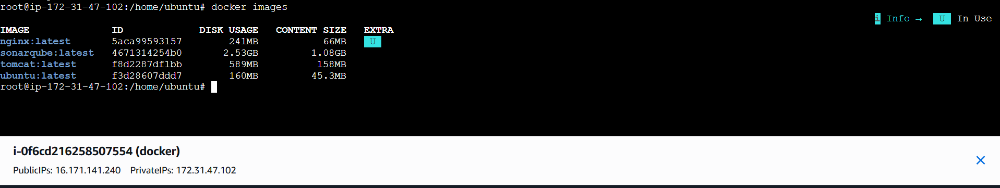 root@ip-172-31-47-102:/home/ubuntu# docker images
i Info → U In Use
IMAGE ID DISK USAGE CONTENT SIZE EXTRA
nginx:latest 5aca99593157 241MB 66MB U
sonarqube:latest 4671314254b0 2.53GB 1.08GB
tomcat:latest f8d2287df1bb 589MB 158MB
ubuntu:latest f3d28607ddd7 160MB 45.3MB
root@ip-172-31-47-102:/home/ubuntu#
i-0f6cd216258507554 (docker)
PublicIPs: 16.171.141.240 PrivateIPs: 172.31.47.102